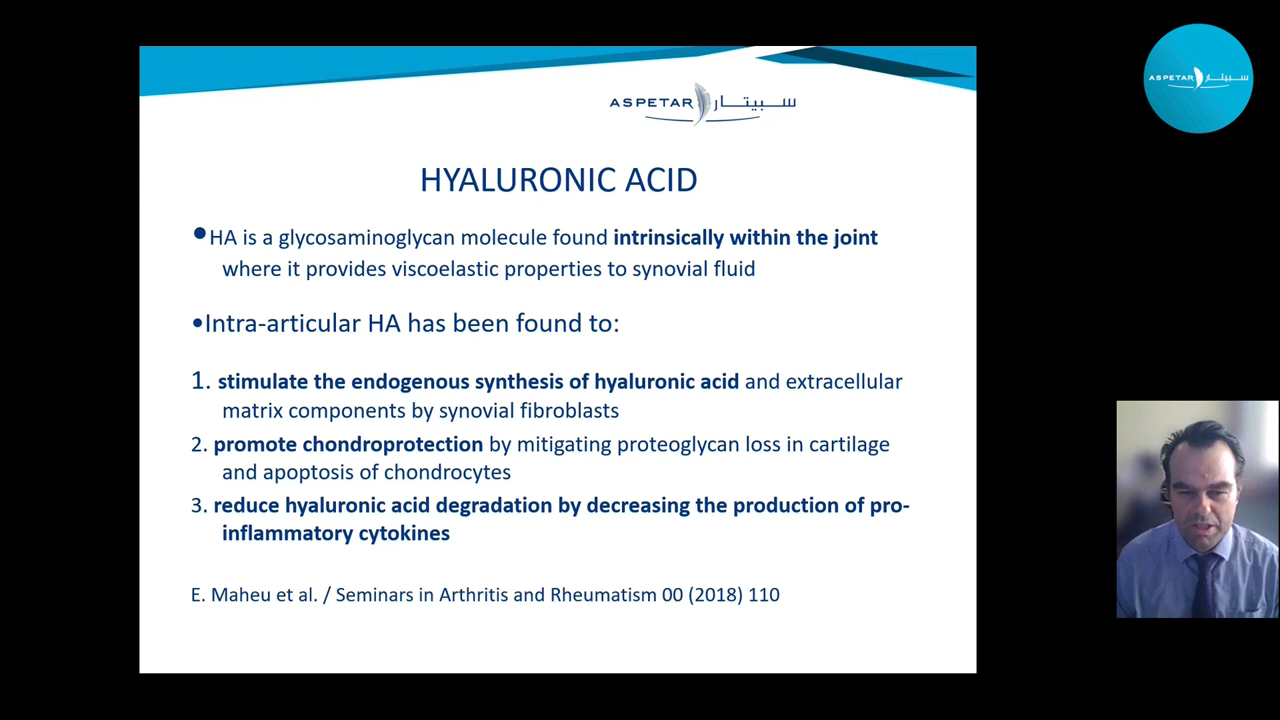 ASPETAR سبيتار
ASPETAR سبيتار
HYALURONIC ACID
•HA is a glycosaminoglycan molecule found intrinsically within the joint
where it provides viscoelastic properties to synovial fluid
•Intra-articular HA has been found to:
1. stimulate the endogenous synthesis of hyaluronic acid and extracellular
matrix components by synovial fibroblasts
2. promote chondroprotection by mitigating proteoglycan loss in cartilage
and apoptosis of chondrocytes
3. reduce hyaluronic acid degradation by decreasing the production of pro-
inflammatory cytokines
E. Maheu et al. / Seminars in Arthritis and Rheumatism 00 (2018) 110